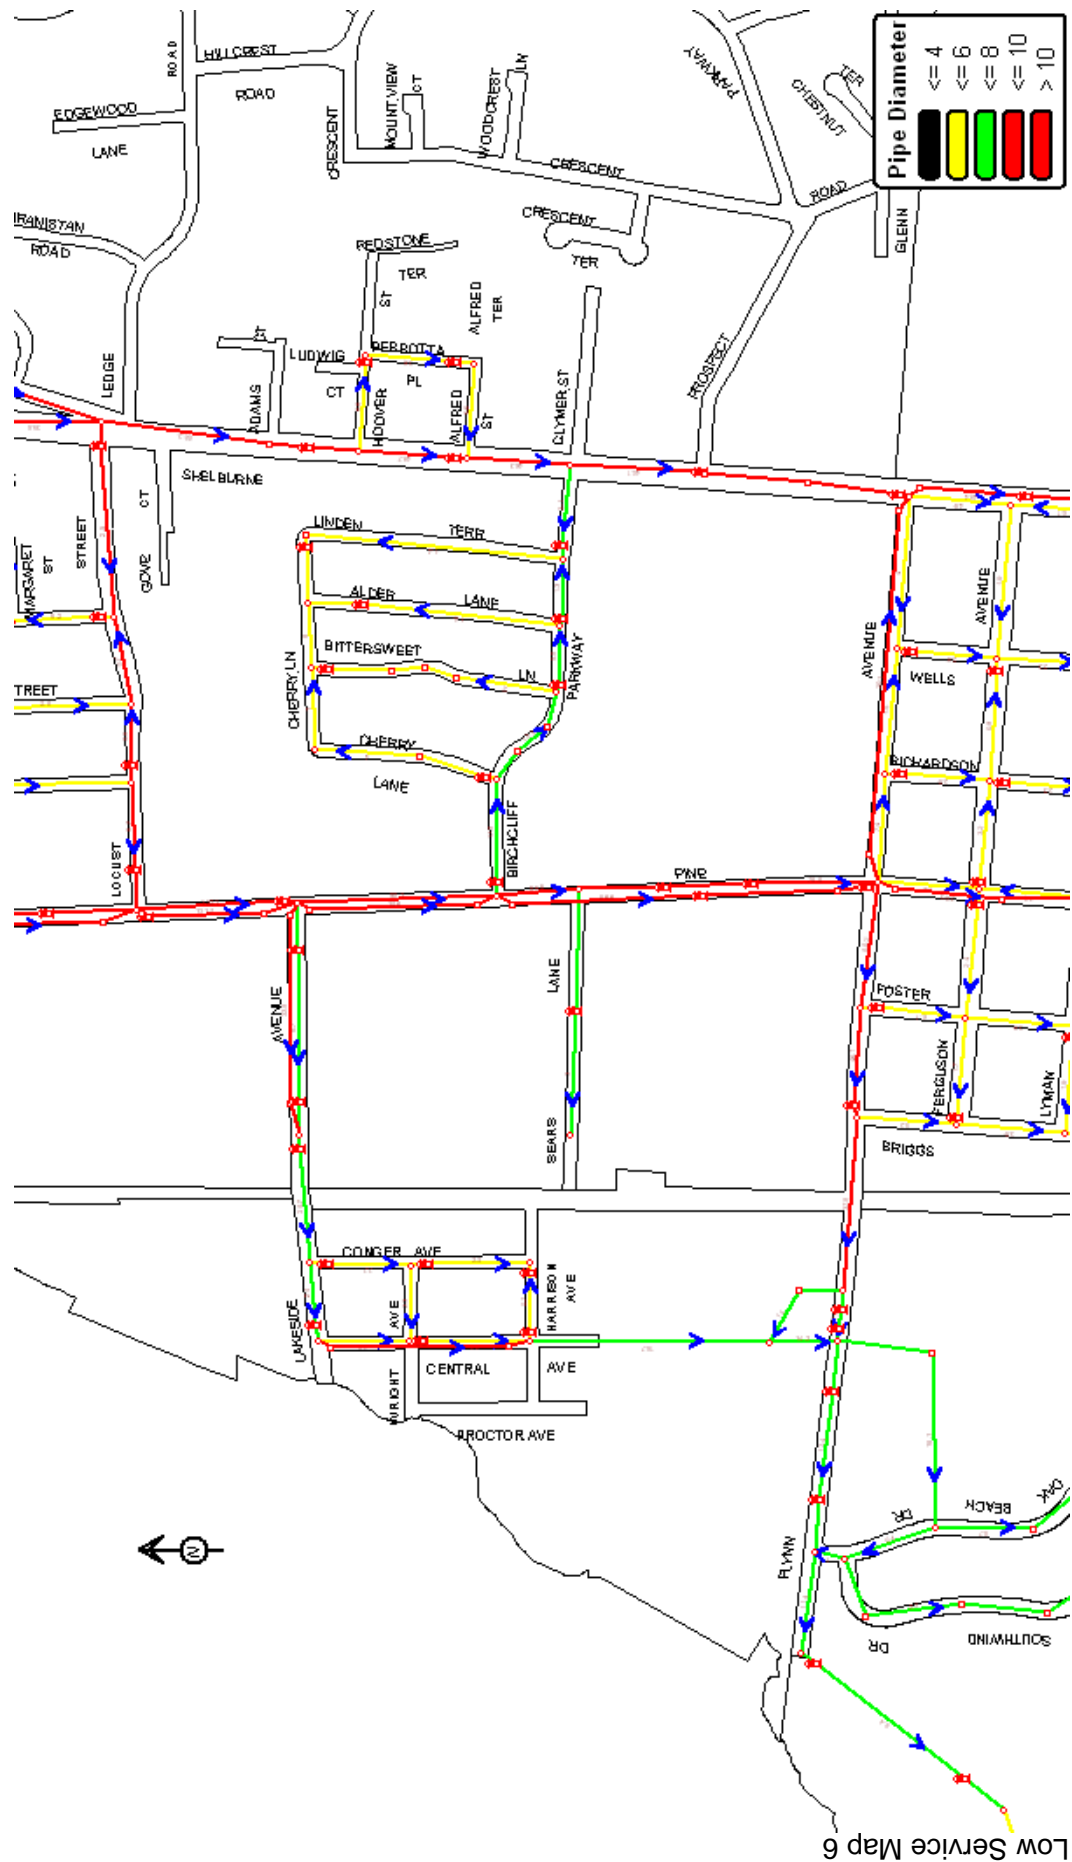 ROAD
HILLCREST
ROAD
EDGEWOOD
LANE
CRESCENT
MOUNT VIEW
CT
WOODCREST
LN
CRESCENT
PARKWAY
CHESTNUT
TER
ROAD
GLENN
Pipe Diameter
<= 4
<= 6
<= 8
<= 10
> 10
IRANISTAN
ROAD
REDSTONE
TER
CRESCENT
TER
LEDGE
ST
ADAMS
LUDWIG
CT
ST
HOOVER
PERROTTA
PL
ALFRED
TER
ALFRED
ST
CLYMER ST
PROSPECT
SHELBURNE
MARGARET
ST
STREET
CT
GOVE
LINDEN
TERR
ALDER
LANE
BITTERSWEET
LN
CHERRY LN
CHERRY
LANE
PARKWAY
AVENUE
AVENUE
WELLS
RICHARDSON
TREET
LOCUST
BIRCHCLIFF
PINE
AVENUE
LANE
SEARS
FOSTER
FERGUSON
LYMAN
BRIGGS
CONGER AVE
AVE
HARRISON
AVE
LAKESIDE
CENTRAL
AVE
WRIGHT
PROCTOR AVE
N
FLYNN
DR
BEACH
OAK
SOUTHWIND
DR
Low Service Map 6